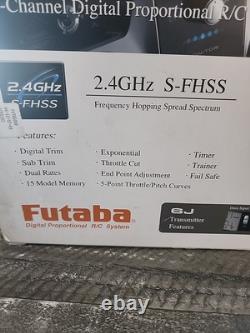 -Channel Digital Proportional R/C
2.4GHz
S-FHSS
2.4GHz S-FHSS
Frequency Hopping Spread Spectrum
Features:
· Digital Trim
· Sub Trim
· Dual Rates
· 15 Model Memory
· Exponential
· Throttle Cut
· End Point Adjustment
· 5-Point Throttle/Pitch Curves
· Timer
· Trainer
· Fail Safe
Futaba
Digital Proportional R/C System
6J
Transmitter
Features